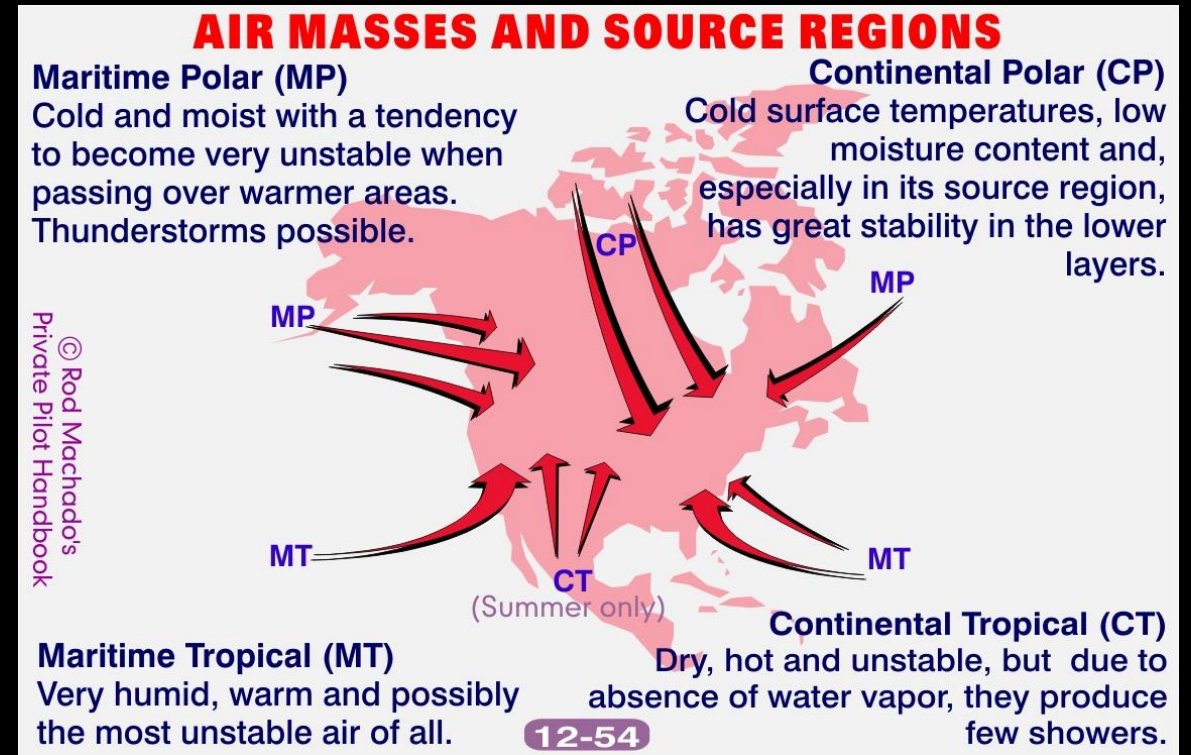 AIR MASSES AND SOURCE REGIONS
Maritime Polar (MP)
Cold and moist with a tendency
to become very unstable when
passing over warmer areas.
Thunderstorms possible.
Continental Polar (CP)
Cold surface temperatures, low
moisture content and,
especially in its source region,
has great stability in the lower
layers.
CP
MP
MP
© Rod Machado's
Private Pilot Handbook
MT
CT
(Summer only)
MT
Maritime Tropical (MT)
Very humid, warm and possibly
the most unstable air of all.
Continental Tropical (CT)
Dry, hot and unstable, but due to
absence of water vapor, they produce
few showers.
12-54